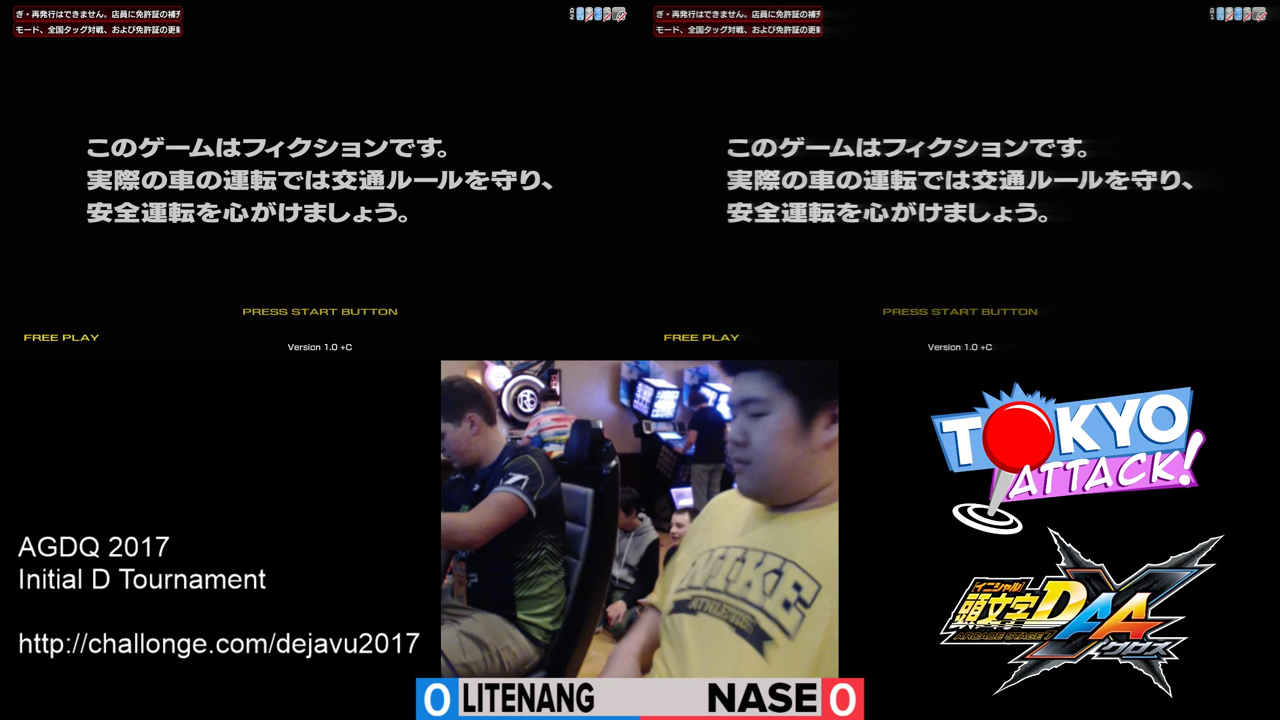 ぎ・再発行はできません。店員に免許証の補
モード、全国タッグ対戦、および免許証の更
このゲームはフィクションです。
実際の車の運転では交通ルールを守り、
安全運転を心がけましょう。
PRESS START BUTTON
FREE PLAY
Version 1.0 +C
ぎ・再発行はできません。店員に免許証の補
モード、全国タッグ対戦、および免許証の更
このゲームはフィクションです。
実際の車の運転では交通ルールを守り、
安全運転を心がけましょう。
PRESS START BUTTON
FREE PLAY
Version 1.0 +C
AGDQ 2017
Initial D Tournament
http://challonge.com/dejavu2017
NIKE
ATHLETICS
TOKYO
ATTACK!
[イニシャル]
頭文字D AA X
ARCADE STAGE 7
クロス
0 LITENANG NASE 0